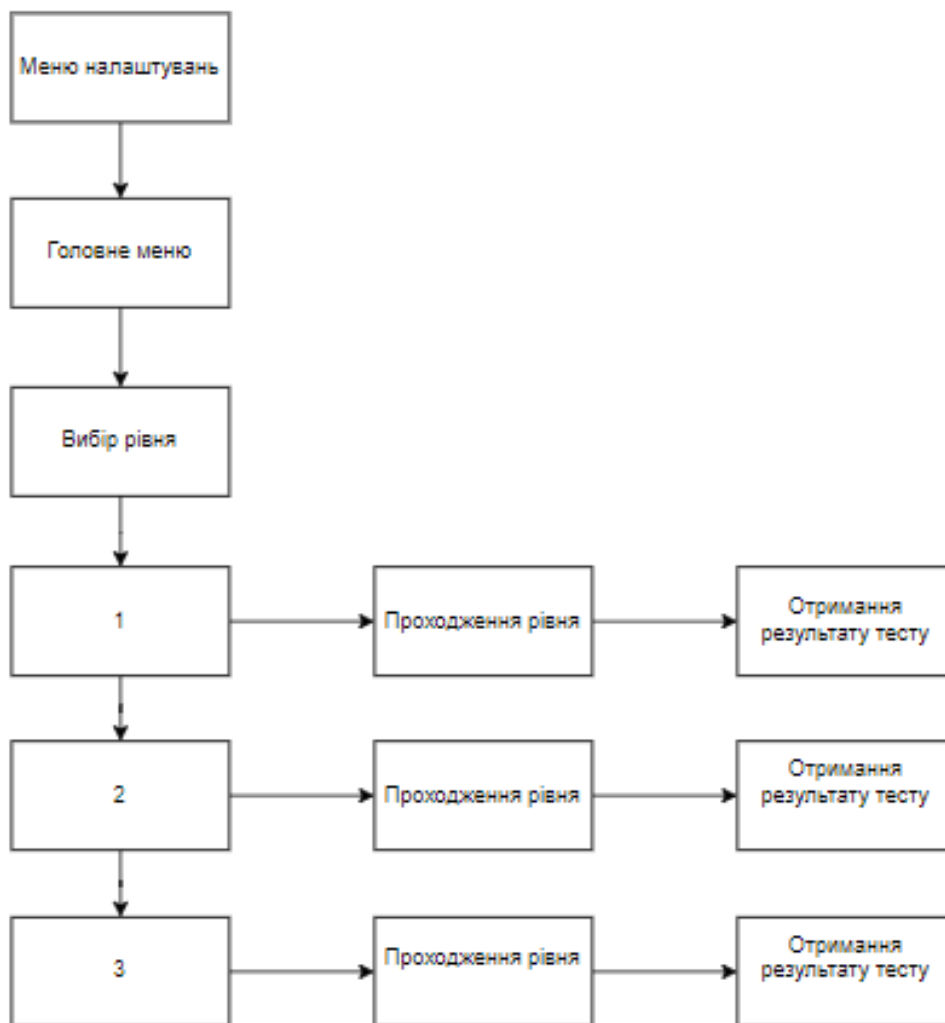 Меню налаштувань
Головне меню
Вибір рівня
1
Проходження рівня
Отримання
результату тесту
2
Проходження рівня
Отримання
результату тесту
3
Проходження рівня
Отримання
результату тесту